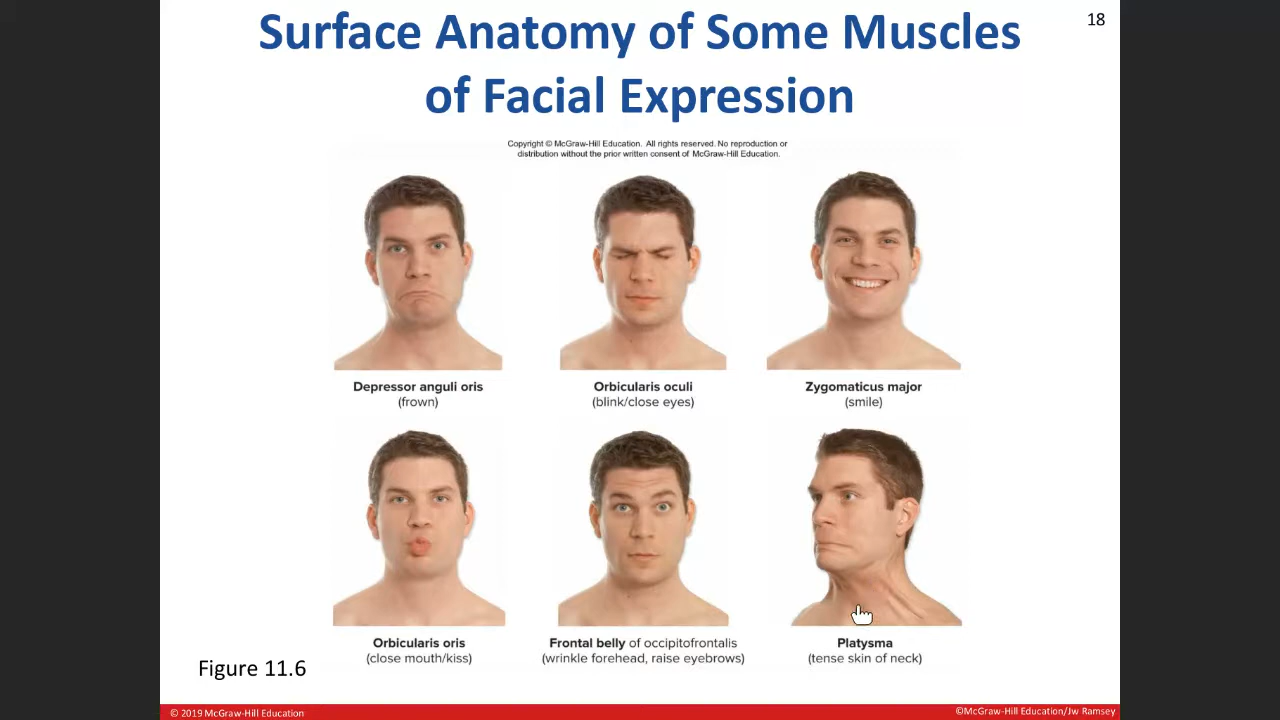 Surface Anatomy of Some Muscles
of Facial Expression
18
Copyright © McGraw-Hill Education. All rights reserved. No reproduction or
distribution without the prior written consent of McGraw-Hill Education.
Depressor anguli oris
(frown)
Orbicularis oculi
(blink/close eyes)
Zygomaticus major
(smile)
Orbicularis oris
(close mouth/kiss)
Frontal belly of occipitofrontalis
(wrinkle forehead, raise eyebrows)
Platysma
(tense skin of neck)
Figure 11.6
© 2019 McGraw-Hill Education
©McGraw-Hill Education/Jw Ramsey